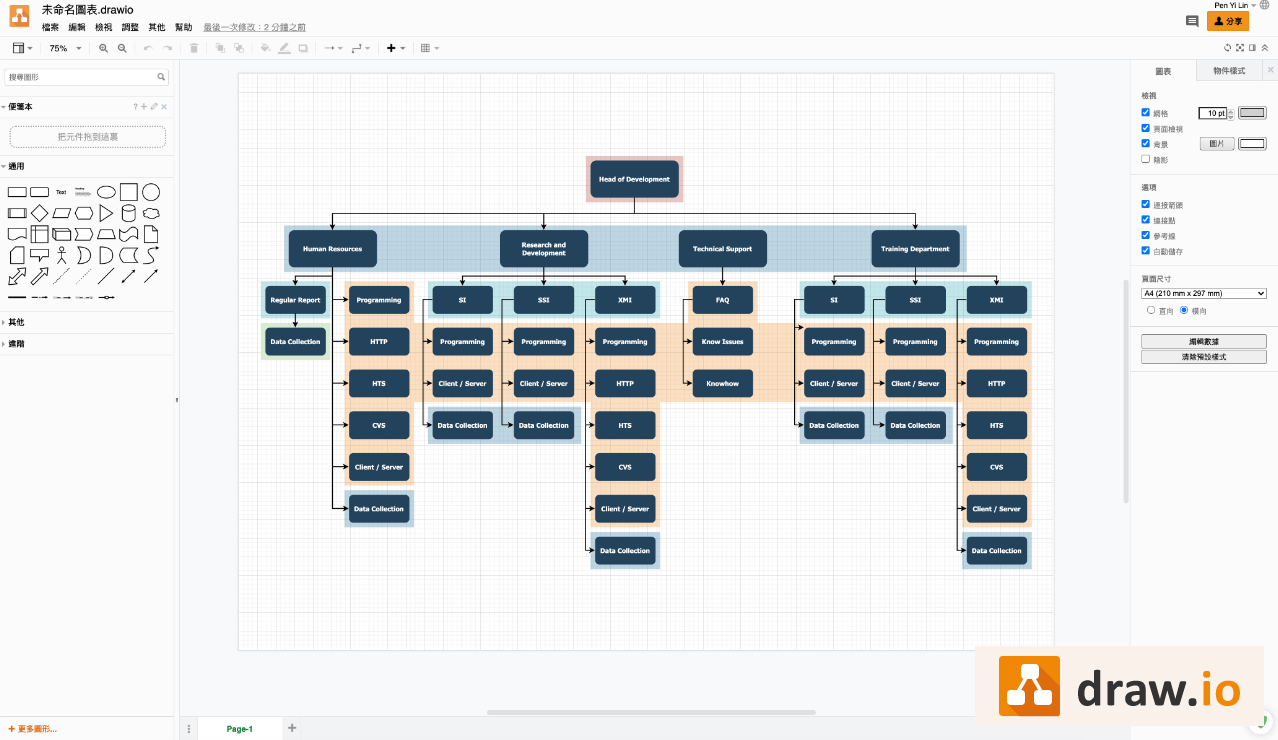 未命名圖表.drawio
Pen Yi Lin
檔案 編輯 檢視 調整 其他 幫助 最後一次修改：2 分鐘之前
分享
75%
搜尋圖形
便箋本
?
把元件拖到這裏
通用
Text
Heading
其他
進階
更多圖形...
Head of Development
Human Resources
Research and
Development
Technical Support
Training Department
Regular Report
Programming
SI
SSI
XMI
FAQ
SI
SSI
XMI
Data Collection
HTTP
Programming
Programming
Programming
Know Issues
Programming
Programming
Programming
HTS
Client / Server
Client / Server
HTTP
Knowhow
Client / Server
Client / Server
HTTP
CVS
Data Collection
Data Collection
HTS
Data Collection
Data Collection
HTS
Client / Server
CVS
CVS
Data Collection
Client / Server
Client / Server
Data Collection
Data Collection
圖表
物件樣式
檢視
網格
10 pt
頁面檢視
背景
圖片
陰影
選項
連接箭頭
連接點
參考線
自動儲存
頁面尺寸
A4 (210 mm x 297 mm)
直向 橫向
編輯數據
清除預設樣式
Page-1
draw.io